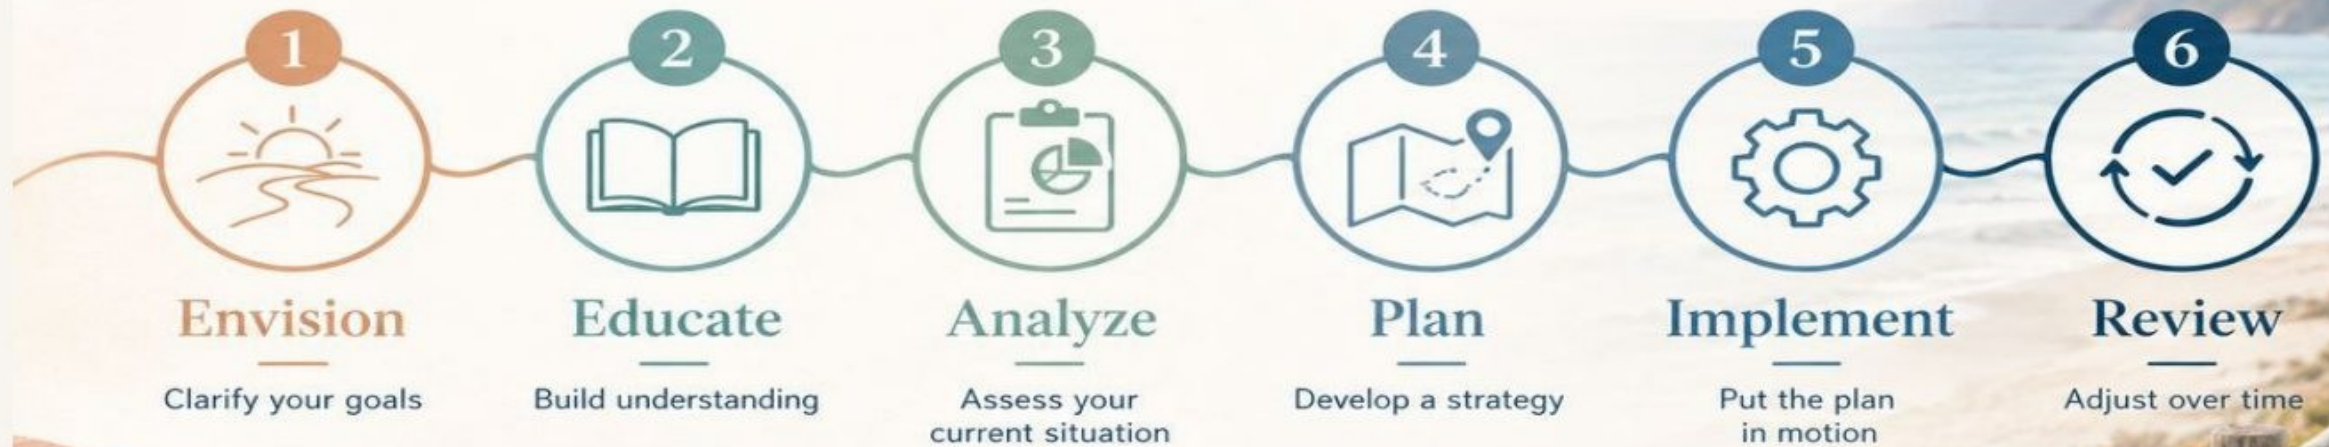 1
2
3
4
5
6
Envision
Educate
Analyze
Plan
Implement
Review
Clarify your goals
Build understanding
Assess your
current situation
Develop a strategy
Put the plan
in motion
Adjust over time